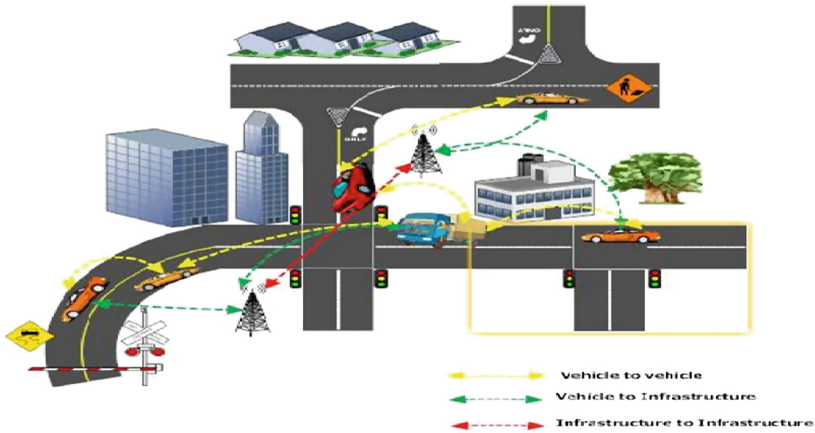 ONLY
ONLY
Vehicle to vehicle
Vehicle to Infrastructure
Infrastructure to Infrastructure